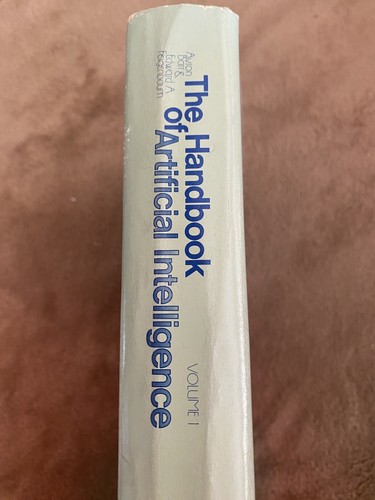 Avron
Barr &
Edward A.
Feigenbaum
The Handbook
of Artificial Intelligence
VOLUME I